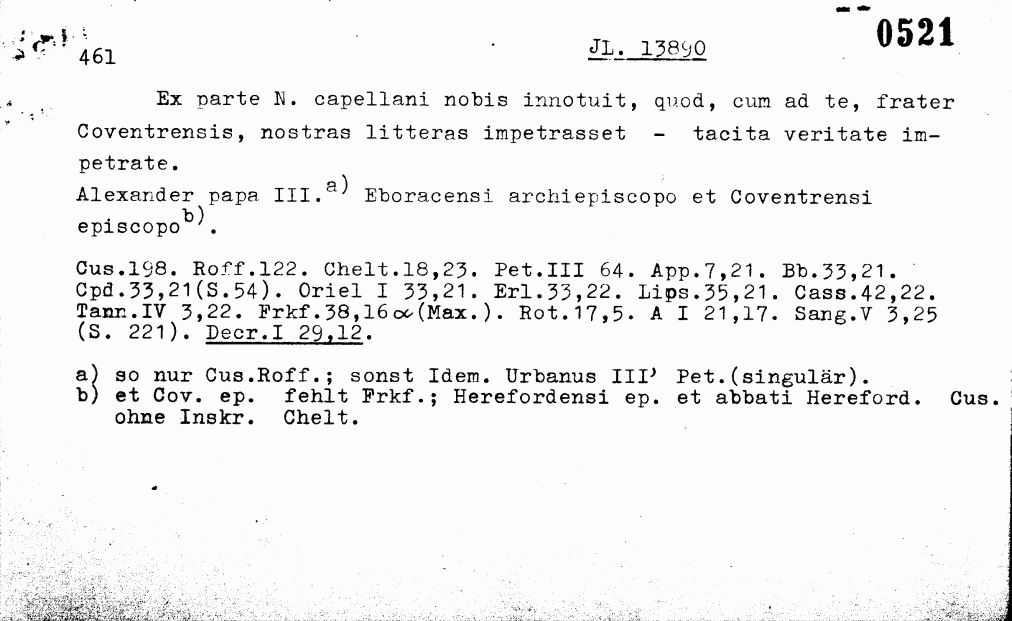 0521
461 JL. 13890
Ex parte N. capellani nobis innotuit, quod, cum ad te, frater
Coventrensis, nostras litteras impetrasset - tacita veritate im-
petrate.
Alexander papa III.a) Eboracensi archiepiscopo et Coventrensi
episcopob).
Cus.198. Roff.122. Chelt.18,23. Pet.III 64. App.7,21. Bb.33,21.
Cpd.33,21(S.54). Oriel I 33,21. Erl.33,22. Lips.35,21. Cass.42,22.
Tann.IV 3,22. Frkf.38,16α(Max.). Rot.17,5. A I 21,17. Sang.V 3,25
(S. 221). Decr.I 29,12.
a) so nur Cus.Roff.; sonst Idem. Urbanus III' Pet.(singulär).
b) et Cov. ep. fehlt Frkf.; Herefordensi ep. et abbati Hereford. Cus.
ohne Inskr. Chelt.